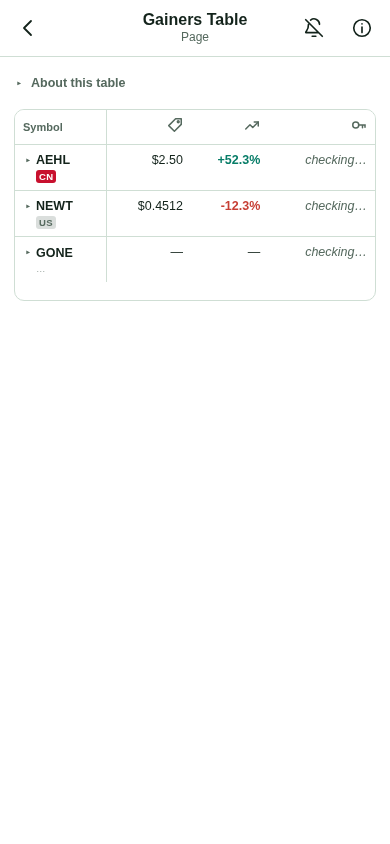 Gainers Table
Page
▸ About this table
Symbol
▸ AEHL $2.50 +52.3% checking…
CN
▸ NEWT $0.4512 -12.3% checking…
US
▸ GONE — — checking…
…